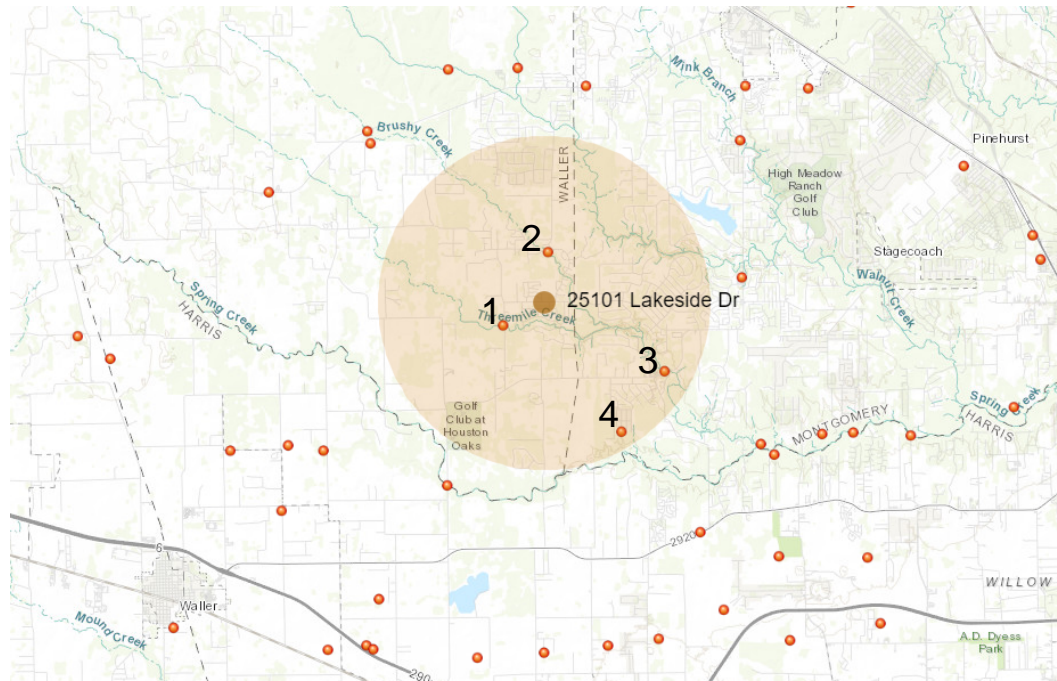 Mink Branch
Pinehurst
Brushy Creek
WALLER
High Meadow
Ranch
Golf
Club
2
Stagecoach
25101 Lakeside Dr
1
Threemile Creek
Walnut Creek
Spring Creek
HARRIS
3
Golf
Club at
Houston
Oaks
4
MONTGOMERY
Spring Creek
HARRIS
2920
6
WILLOW
Waller
Mound Creek
290
A.D. Dyess
Park